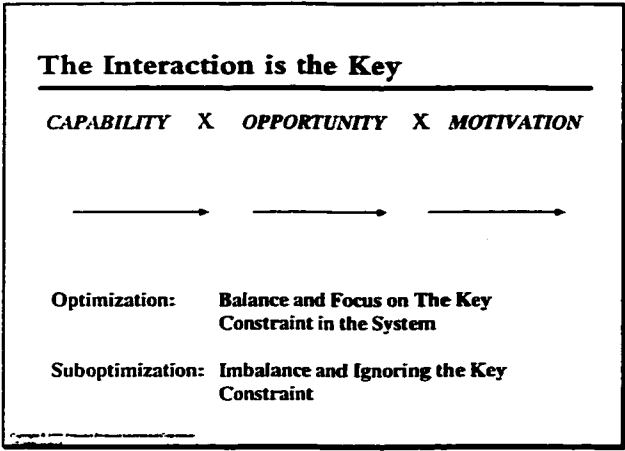 The Interaction is the Key
CAPABILITY X OPPORTUNITY X MOTIVATION
Optimization: Balance and Focus on The Key
Constraint in the System
Suboptimization: Imbalance and Ignoring the Key
Constraint